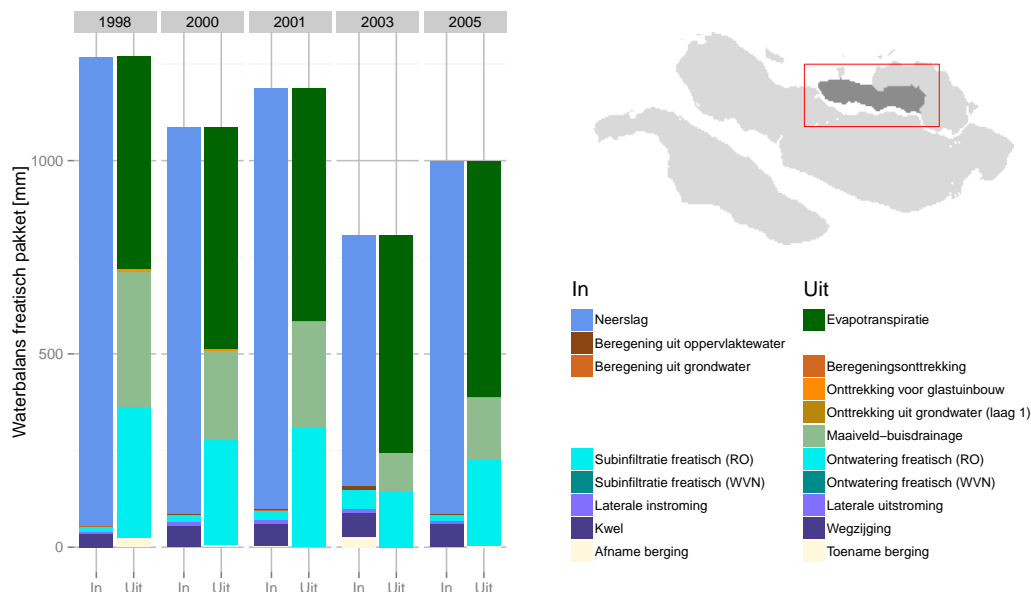 1998 2000 2001 2003 2005
Waterbalans freatisch pakket [mm]
1000
500
0
In Uit In Uit In Uit In Uit In Uit
In Uit
Neerslag Evapotranspiratie
Beregening uit oppervlaktewater
Beregening uit grondwater Beregeningsonttrekking
Onttrekking voor glastuinbouw
Onttrekking uit grondwater (laag 1)
Maaiveld−buisdrainage
Subinfiltratie freatisch (RO) Ontwatering freatisch (RO)
Subinfiltratie freatisch (WVN) Ontwatering freatisch (WVN)
Laterale instroming Laterale uitstroming
Kwel Wegzijging
Afname berging Toename berging